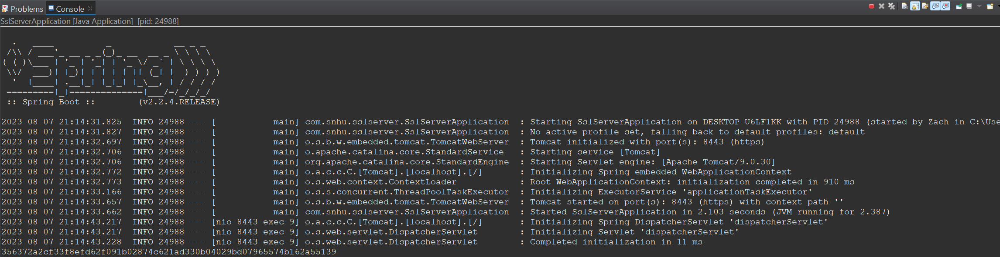 Problems Console
SslServerApplication [Java Application] [pid: 24988]
  .   ____          _            __ _ _
 /\\ / ___'_ __ _ _(_)_ __  __ _ \ \ \ \
( ( )\___ | '_ | '_| | '_ \/ _` | \ \ \ \
 \\/  ___)| |_)| | | | | || (_| |  ) ) ) )
  '  |____| .__|_| |_|_| |_\__, | / / / /
 =========|_|==============|___/=/_/_/_/
 :: Spring Boot ::        (v2.2.4.RELEASE)
2023-08-07 21:14:31.825  INFO 24988 --- [           main] com.snhu.sslserver.SslServerApplication  : Starting SslServerApplication on DESKTOP-U6LF1KK with PID 24988 (started by Zach in C:\Use
2023-08-07 21:14:31.827  INFO 24988 --- [           main] com.snhu.sslserver.SslServerApplication  : No active profile set, falling back to default profiles: default
2023-08-07 21:14:32.697  INFO 24988 --- [           main] o.s.b.w.embedded.tomcat.TomcatWebServer  : Tomcat initialized with port(s): 8443 (https)
2023-08-07 21:14:32.706  INFO 24988 --- [           main] o.apache.catalina.core.StandardService   : Starting service [Tomcat]
2023-08-07 21:14:32.706  INFO 24988 --- [           main] org.apache.catalina.core.StandardEngine  : Starting Servlet engine: [Apache Tomcat/9.0.30]
2023-08-07 21:14:32.772  INFO 24988 --- [           main] o.a.c.c.C.[Tomcat].[localhost].[/]       : Initializing Spring embedded WebApplicationContext
2023-08-07 21:14:32.773  INFO 24988 --- [           main] o.s.web.context.ContextLoader            : Root WebApplicationContext: initialization completed in 910 ms
2023-08-07 21:14:33.166  INFO 24988 --- [           main] o.s.s.concurrent.ThreadPoolTaskExecutor  : Initializing ExecutorService 'applicationTaskExecutor'
2023-08-07 21:14:33.657  INFO 24988 --- [           main] o.s.b.w.embedded.tomcat.TomcatWebServer  : Tomcat started on port(s): 8443 (https) with context path ''
2023-08-07 21:14:33.662  INFO 24988 --- [           main] com.snhu.sslserver.SslServerApplication  : Started SslServerApplication in 2.103 seconds (JVM running for 2.387)
2023-08-07 21:14:43.217  INFO 24988 --- [nio-8443-exec-9] o.a.c.c.C.[Tomcat].[localhost].[/]       : Initializing Spring DispatcherServlet 'dispatcherServlet'
2023-08-07 21:14:43.217  INFO 24988 --- [nio-8443-exec-9] o.s.web.servlet.DispatcherServlet        : Initializing Servlet 'dispatcherServlet'
2023-08-07 21:14:43.228  INFO 24988 --- [nio-8443-exec-9] o.s.web.servlet.DispatcherServlet        : Completed initialization in 11 ms
356372a2cf33f8efd62f091b02874c621ad330b04029bd07965574b162a55139